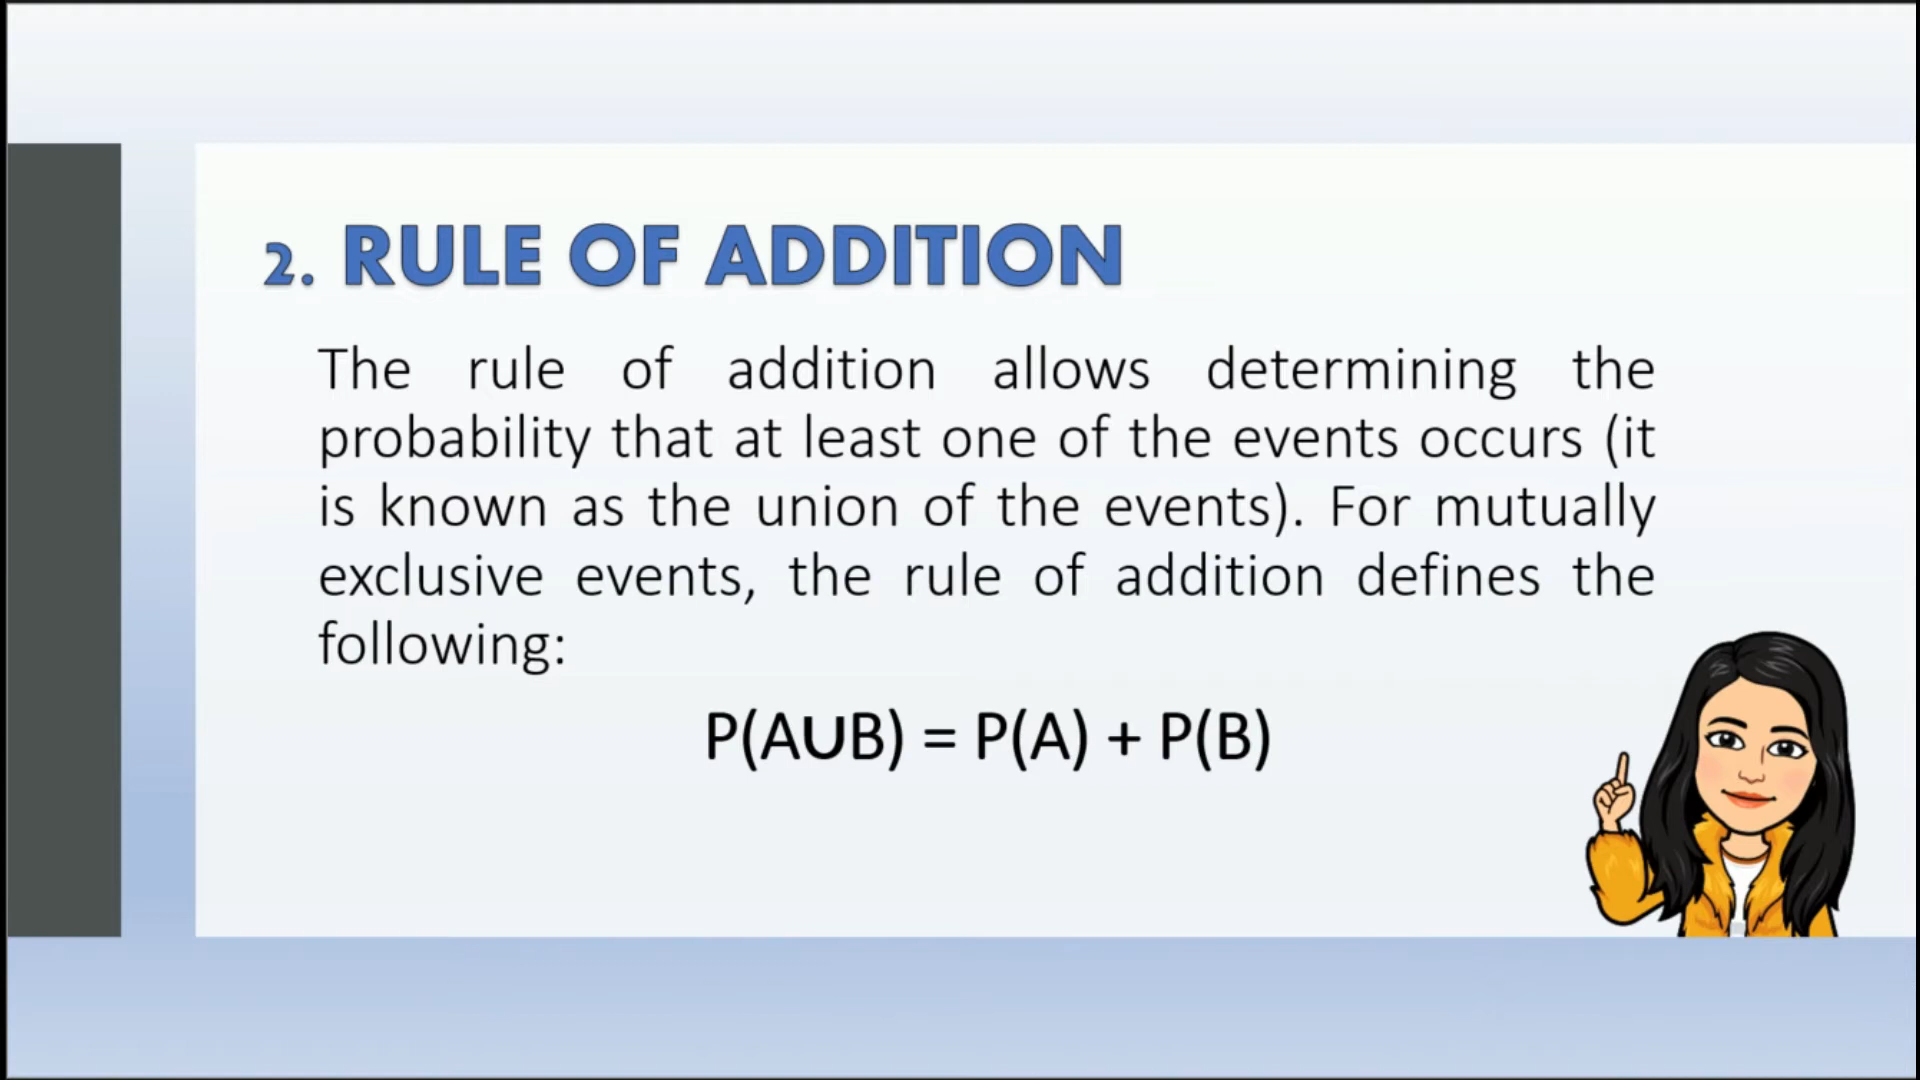 2. RULE OF ADDITION
The rule of addition allows determining the
probability that at least one of the events occurs (it
is known as the union of the events). For mutually
exclusive events, the rule of addition defines the
following:
P(A∪B) = P(A) + P(B)